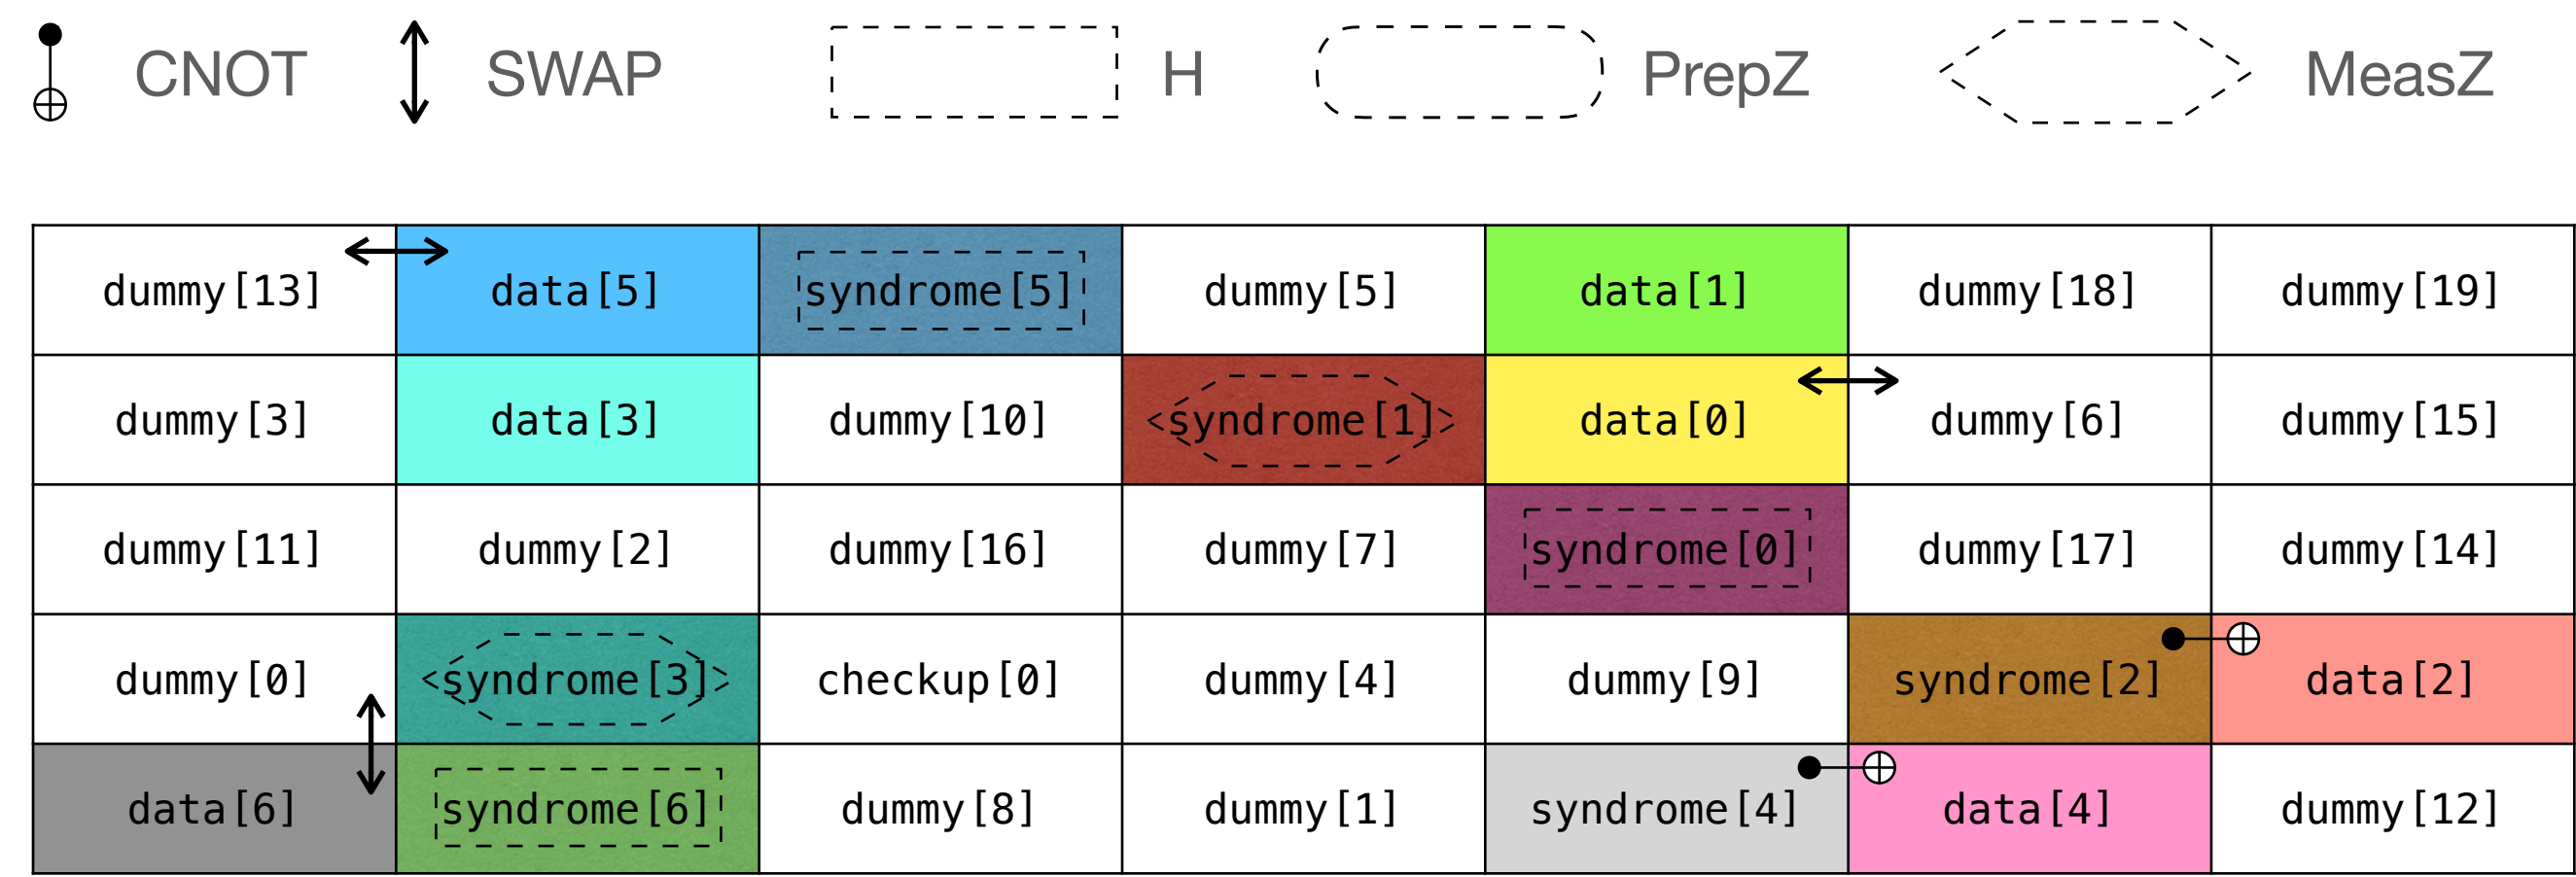 CNOT SWAP H PrepZ MeasZ
dummy[13] data[5] syndrome[5] dummy[5] data[1] dummy[18] dummy[19]
dummy[3] data[3] dummy[10] syndrome[1] data[0] dummy[6] dummy[15]
dummy[11] dummy[2] dummy[16] dummy[7] syndrome[0] dummy[17] dummy[14]
dummy[0] syndrome[3] checkup[0] dummy[4] dummy[9] syndrome[2] data[2]
data[6] syndrome[6] dummy[8] dummy[1] syndrome[4] data[4] dummy[12]